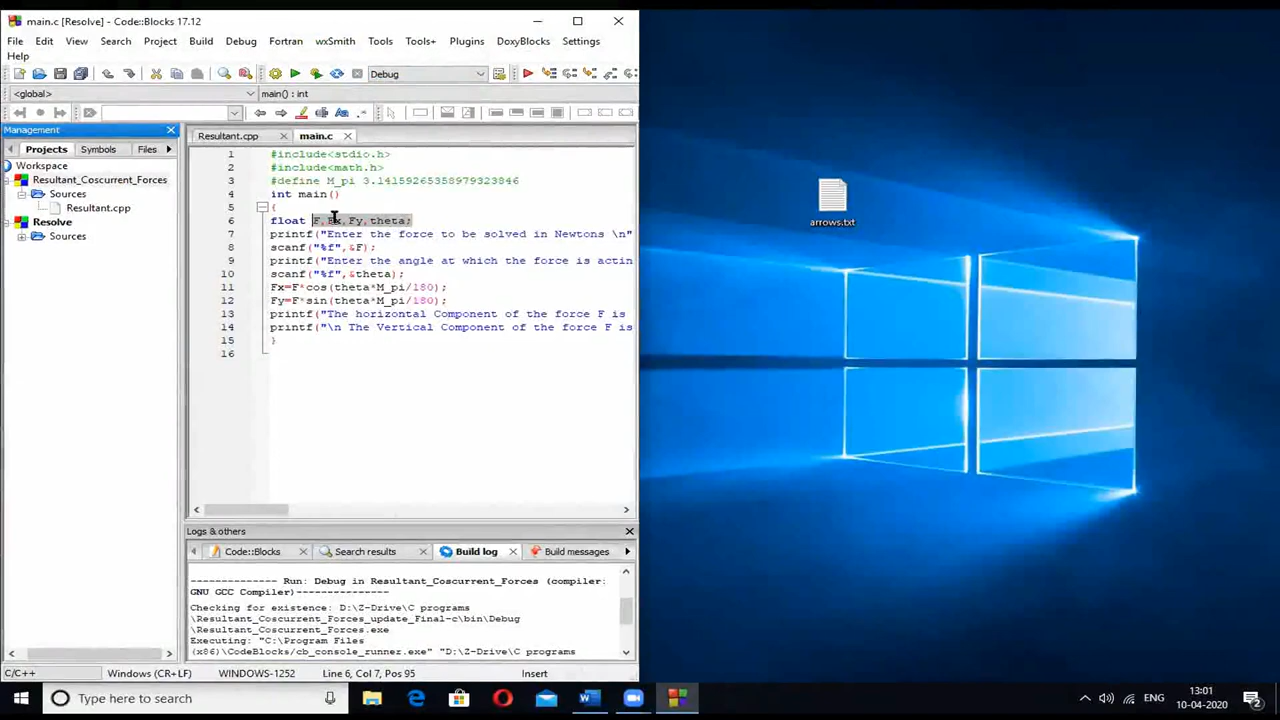 main.c [Resolve] - Code::Blocks 17.12
File Edit View Search Project Build Debug Fortran wxSmith Tools Tools+ Plugins DoxyBlocks Settings
Help
Debug
<global> main() : int
Management
Projects Symbols Files
Workspace
Resultant_Coscurrent_Forces
Sources
Resultant.cpp
Resolve
Sources
Resultant.cpp main.c
1 #include<stdio.h>
2 #include<math.h>
3 #define M_pi 3.14159265358979323846
4 int main()
5 {
6 float F,Fx,Fy,theta;
7 printf("Enter the force to be solved in Newtons \n"
8 scanf("%f",&F);
9 printf("Enter the angle at which the force is actin
10 scanf("%f",&theta);
11 Fx=F*cos(theta*M_pi/180);
12 Fy=F*sin(theta*M_pi/180);
13 printf("The horizontal Component of the force F is
14 printf("\n The Vertical Component of the force F is
15 }
16
Logs & others
Code::Blocks Search results Build log Build messages
-------------- Run: Debug in Resultant_Coscurrent_Forces (compiler:
GNU GCC Compiler)---------------
Checking for existence: D:\Z-Drive\C programs
\Resultant_Coscurrent_Forces_update_Final-c\bin\Debug
\Resultant_Coscurrent_Forces.exe
Executing: "C:\Program Files
(x86)\CodeBlocks/cb_console_runner.exe" "D:\Z-Drive\C programs
C/C++ Windows (CR+LF) WINDOWS-1252 Line 6, Col 7, Pos 95 Insert
arrows.txt
Type here to search
ENG
13:01
10-04-2020
2